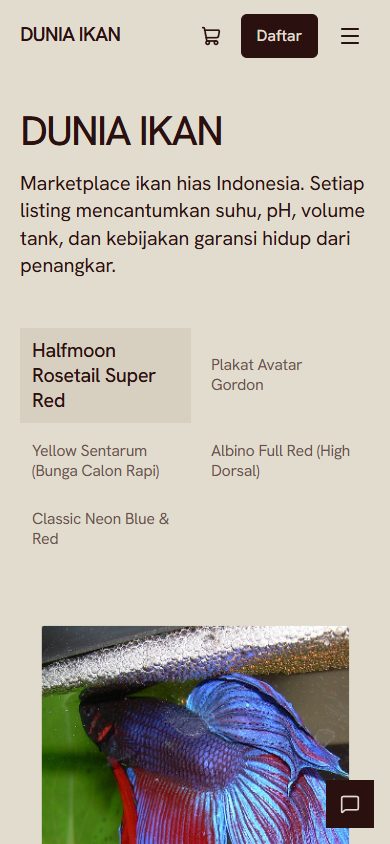 DUNIA IKAN
Daftar
DUNIA IKAN
Marketplace ikan hias Indonesia. Setiap
listing mencantumkan suhu, pH, volume
tank, dan kebijakan garansi hidup dari
penangkar.
Halfmoon
Rosetail Super
Red
Plakat Avatar
Gordon
Yellow Sentarum
(Bunga Calon Rapi)
Albino Full Red (High
Dorsal)
Classic Neon Blue &
Red